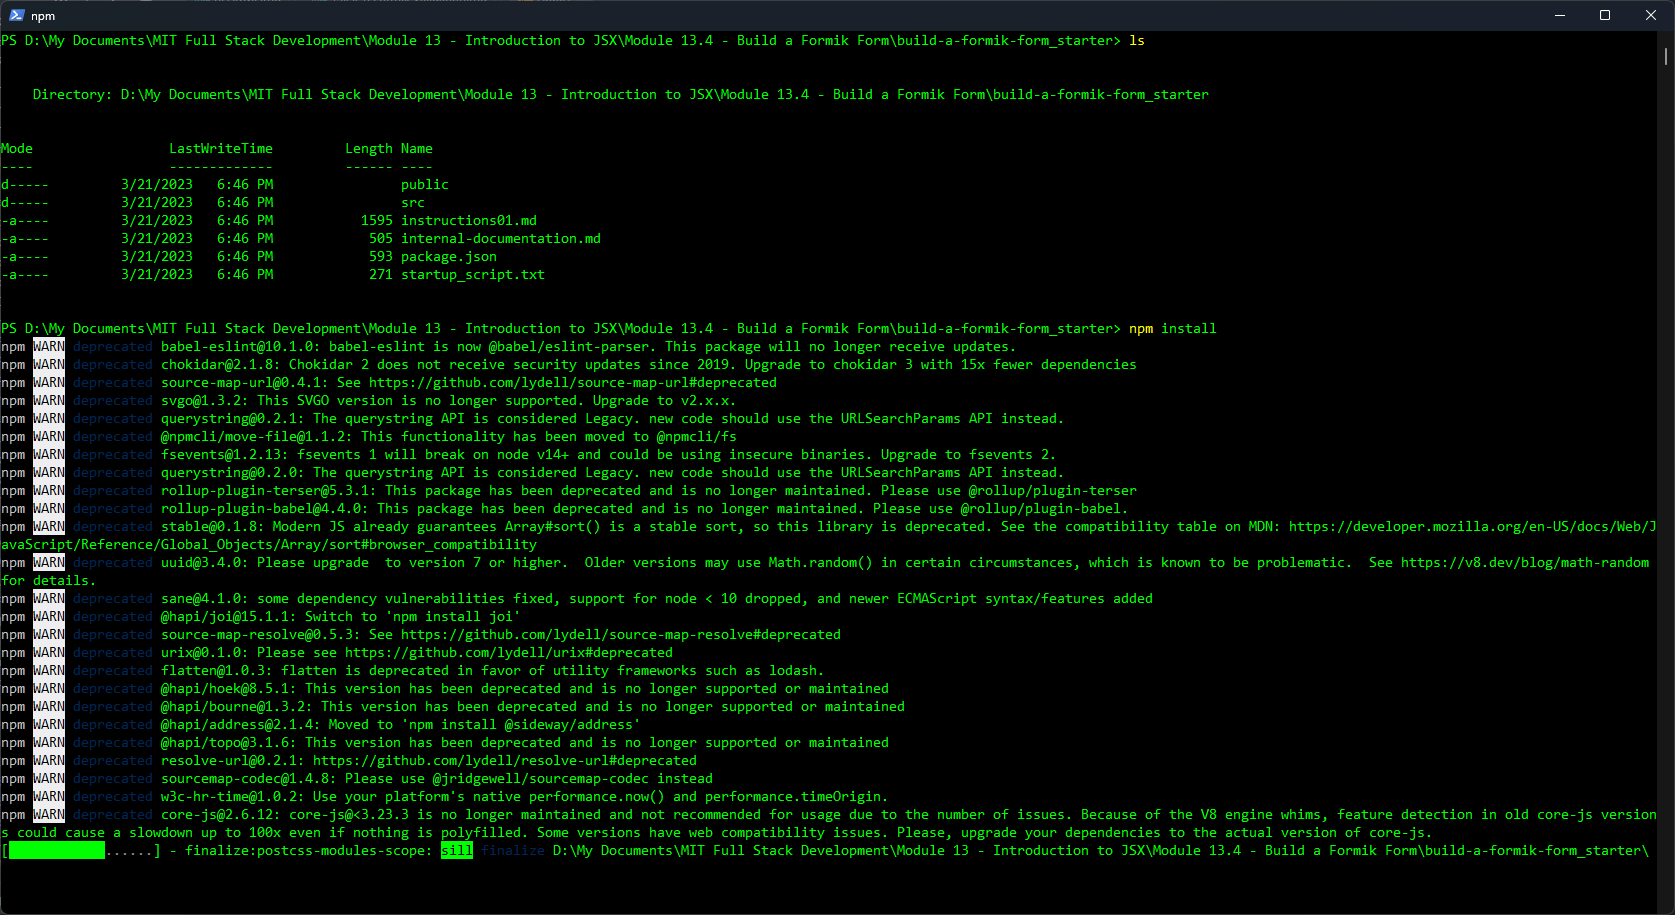 npm
PS D:\My Documents\MIT Full Stack Development\Module 13 - Introduction to JSX\Module 13.4 - Build a Formik Form\build-a-formik-form_starter> ls
Directory: D:\My Documents\MIT Full Stack Development\Module 13 - Introduction to JSX\Module 13.4 - Build a Formik Form\build-a-formik-form_starter
Mode                 LastWriteTime         Length Name
----                 -------------         ------ ----
d-----         3/21/2023   6:46 PM                public
d-----         3/21/2023   6:46 PM                src
-a----         3/21/2023   6:46 PM           1595 instructions01.md
-a----         3/21/2023   6:46 PM            505 internal-documentation.md
-a----         3/21/2023   6:46 PM            593 package.json
-a----         3/21/2023   6:46 PM            271 startup_script.txt
PS D:\My Documents\MIT Full Stack Development\Module 13 - Introduction to JSX\Module 13.4 - Build a Formik Form\build-a-formik-form_starter> npm install
npm WARN deprecated babel-eslint@10.1.0: babel-eslint is now @babel/eslint-parser. This package will no longer receive updates.
npm WARN deprecated chokidar@2.1.8: Chokidar 2 does not receive security updates since 2019. Upgrade to chokidar 3 with 15x fewer dependencies
npm WARN deprecated source-map-url@0.4.1: See https://github.com/lydell/source-map-url#deprecated
npm WARN deprecated svgo@1.3.2: This SVGO version is no longer supported. Upgrade to v2.x.x.
npm WARN deprecated querystring@0.2.1: The querystring API is considered Legacy. new code should use the URLSearchParams API instead.
npm WARN deprecated @npmcli/move-file@1.1.2: This functionality has been moved to @npmcli/fs
npm WARN deprecated fsevents@1.2.13: fsevents 1 will break on node v14+ and could be using insecure binaries. Upgrade to fsevents 2.
npm WARN deprecated querystring@0.2.0: The querystring API is considered Legacy. new code should use the URLSearchParams API instead.
npm WARN deprecated rollup-plugin-terser@5.3.1: This package has been deprecated and is no longer maintained. Please use @rollup/plugin-terser
npm WARN deprecated rollup-plugin-babel@4.4.0: This package has been deprecated and is no longer maintained. Please use @rollup/plugin-babel.
npm WARN deprecated stable@0.1.8: Modern JS already guarantees Array#sort() is a stable sort, so this library is deprecated. See the compatibility table on MDN: https://developer.mozilla.org/en-US/docs/Web/J
avaScript/Reference/Global_Objects/Array/sort#browser_compatibility
npm WARN deprecated uuid@3.4.0: Please upgrade  to version 7 or higher.  Older versions may use Math.random() in certain circumstances, which is known to be problematic.  See https://v8.dev/blog/math-random
for details.
npm WARN deprecated sane@4.1.0: some dependency vulnerabilities fixed, support for node < 10 dropped, and newer ECMAScript syntax/features added
npm WARN deprecated @hapi/joi@15.1.1: Switch to 'npm install joi'
npm WARN deprecated source-map-resolve@0.5.3: See https://github.com/lydell/source-map-resolve#deprecated
npm WARN deprecated urix@0.1.0: Please see https://github.com/lydell/urix#deprecated
npm WARN deprecated flatten@1.0.3: flatten is deprecated in favor of utility frameworks such as lodash.
npm WARN deprecated @hapi/hoek@8.5.1: This version has been deprecated and is no longer supported or maintained
npm WARN deprecated @hapi/bourne@1.3.2: This version has been deprecated and is no longer supported or maintained
npm WARN deprecated @hapi/address@2.1.4: Moved to 'npm install @sideway/address'
npm WARN deprecated @hapi/topo@3.1.6: This version has been deprecated and is no longer supported or maintained
npm WARN deprecated resolve-url@0.2.1: https://github.com/lydell/resolve-url#deprecated
npm WARN deprecated sourcemap-codec@1.4.8: Please use @jridgewell/sourcemap-codec instead
npm WARN deprecated w3c-hr-time@1.0.2: Use your platform's native performance.now() and performance.timeOrigin.
npm WARN deprecated core-js@2.6.12: core-js@<3.23.3 is no longer maintained and not recommended for usage due to the number of issues. Because of the V8 engine whims, feature detection in old core-js version
s could cause a slowdown up to 100x even if nothing is polyfilled. Some versions have web compatibility issues. Please, upgrade your dependencies to the actual version of core-js.
[            ......] - finalize:postcss-modules-scope: sill finalize D:\My Documents\MIT Full Stack Development\Module 13 - Introduction to JSX\Module 13.4 - Build a Formik Form\build-a-formik-form_starter\